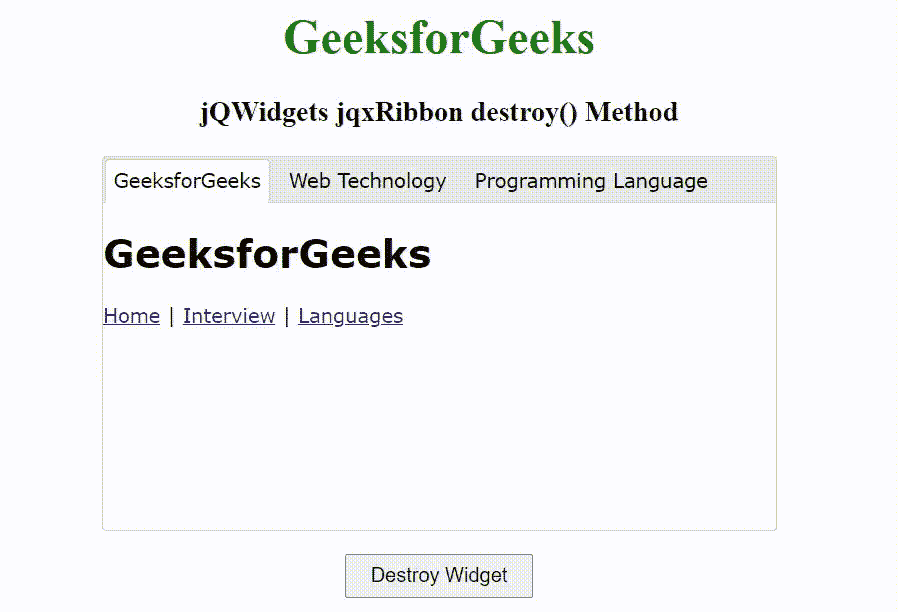 GeeksforGeeks
jQWidgets jqxRibbon destroy() Method
GeeksforGeeks Web Technology Programming Language
GeeksforGeeks
Home | Interview | Languages
Destroy Widget